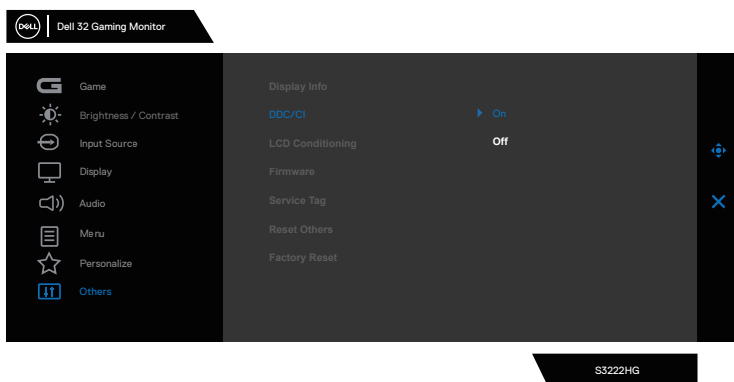 DELL
Dell 32 Gaming Monitor
Game
Brightness / Contrast
Input Source
Display
Audio
Menu
Personalize
Others
Display Info
DDC/CI
LCD Conditioning
Firmware
Service Tag
Reset Others
Factory Reset
On
Off
S3222HG